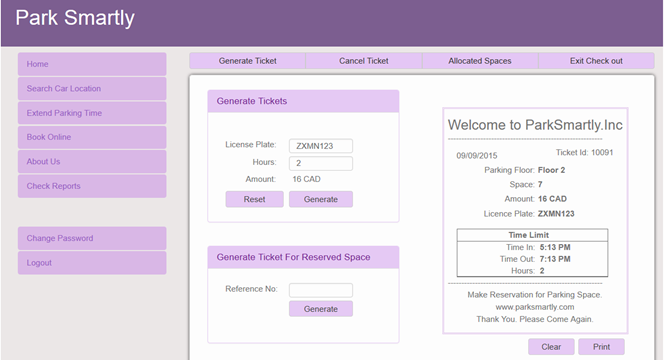 Park Smartly
Home
Search Car Location
Extend Parking Time
Book Online
About Us
Check Reports
Change Password
Logout
Generate Ticket
Cancel Ticket
Allocated Spaces
Exit Check out
Generate Tickets
License Plate: ZXMN123
Hours: 2
Amount: 16 CAD
Reset
Generate
Generate Ticket For Reserved Space
Reference No:
Generate
Welcome to ParkSmartly.Inc
09/09/2015 Ticket Id: 10091
Parking Floor: Floor 2
Space: 7
Amount: 16 CAD
Licence Plate: ZXMN123
Time Limit
Time In: 5:13 PM
Time Out: 7:13 PM
Hours: 2
Make Reservation for Parking Space.
www.parksmartly.com
Thank You. Please Come Again.
Clear
Print